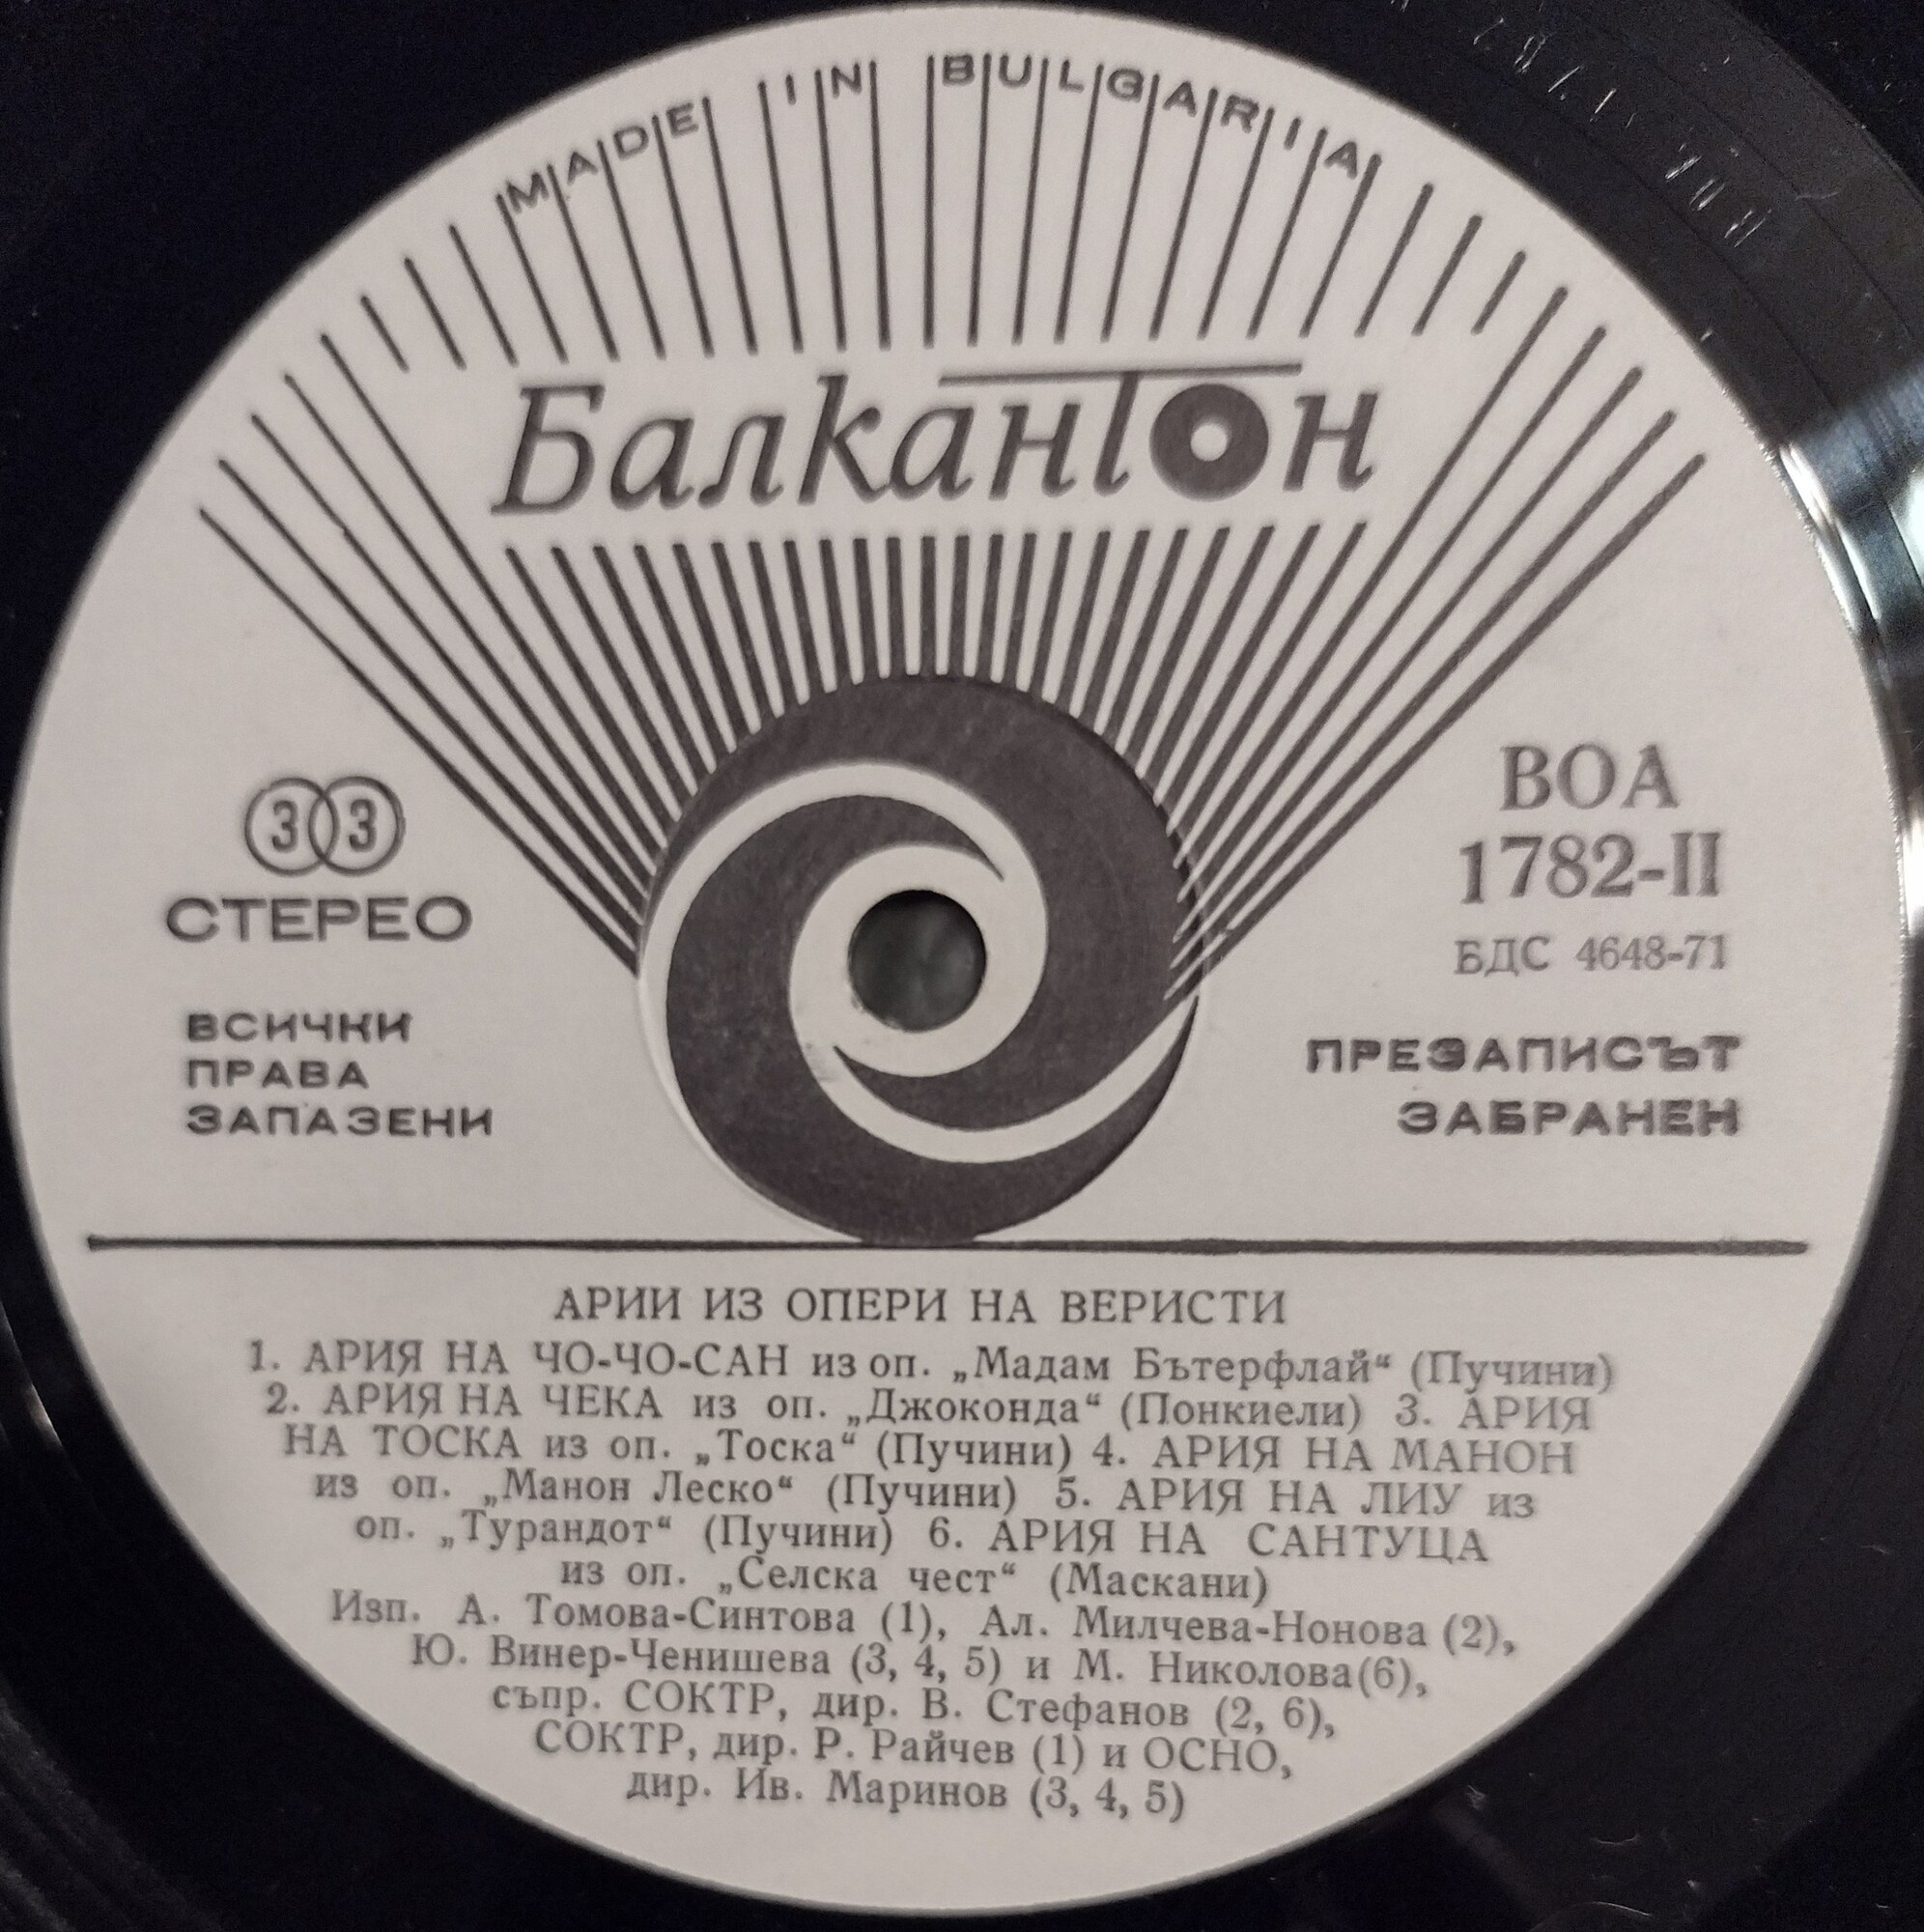 MADE IN BULGARIA
Балкантон
33
СТЕРЕО
ВСИЧКИ
ПРАВА
ЗАПАЗЕНИ
ВОА
1782-II
БДС 4648-71
ПРЕЗАПИСЪТ
ЗАБРАНЕН
АРИИ ИЗ ОПЕРИ НА ВЕРИСТИ
1. АРИЯ НА ЧО-ЧО-САН из оп. „Мадам Бътерфлай“ (Пучини)
2. АРИЯ НА ЧЕКА из оп. „Джоконда“ (Понкиели) 3. АРИЯ
НА ТОСКА из оп. „Тоска“ (Пучини) 4. АРИЯ НА МАНОН
из оп. „Манон Леско“ (Пучини) 5. АРИЯ НА ЛИУ из
оп. „Турандот“ (Пучини) 6. АРИЯ НА САНТУЦА
из оп. „Селска чест“ (Маскани)
Изп. А. Томова-Синтова (1), Ал. Милчева-Нонова (2),
Ю. Винер-Ченишева (3, 4, 5) и М. Николова(6),
съпр. СОКТР, дир. В. Стефанов (2, 6),
СОКТР, дир. Р. Райчев (1) и ОСНО,
дир. Ив. Маринов (3, 4, 5)